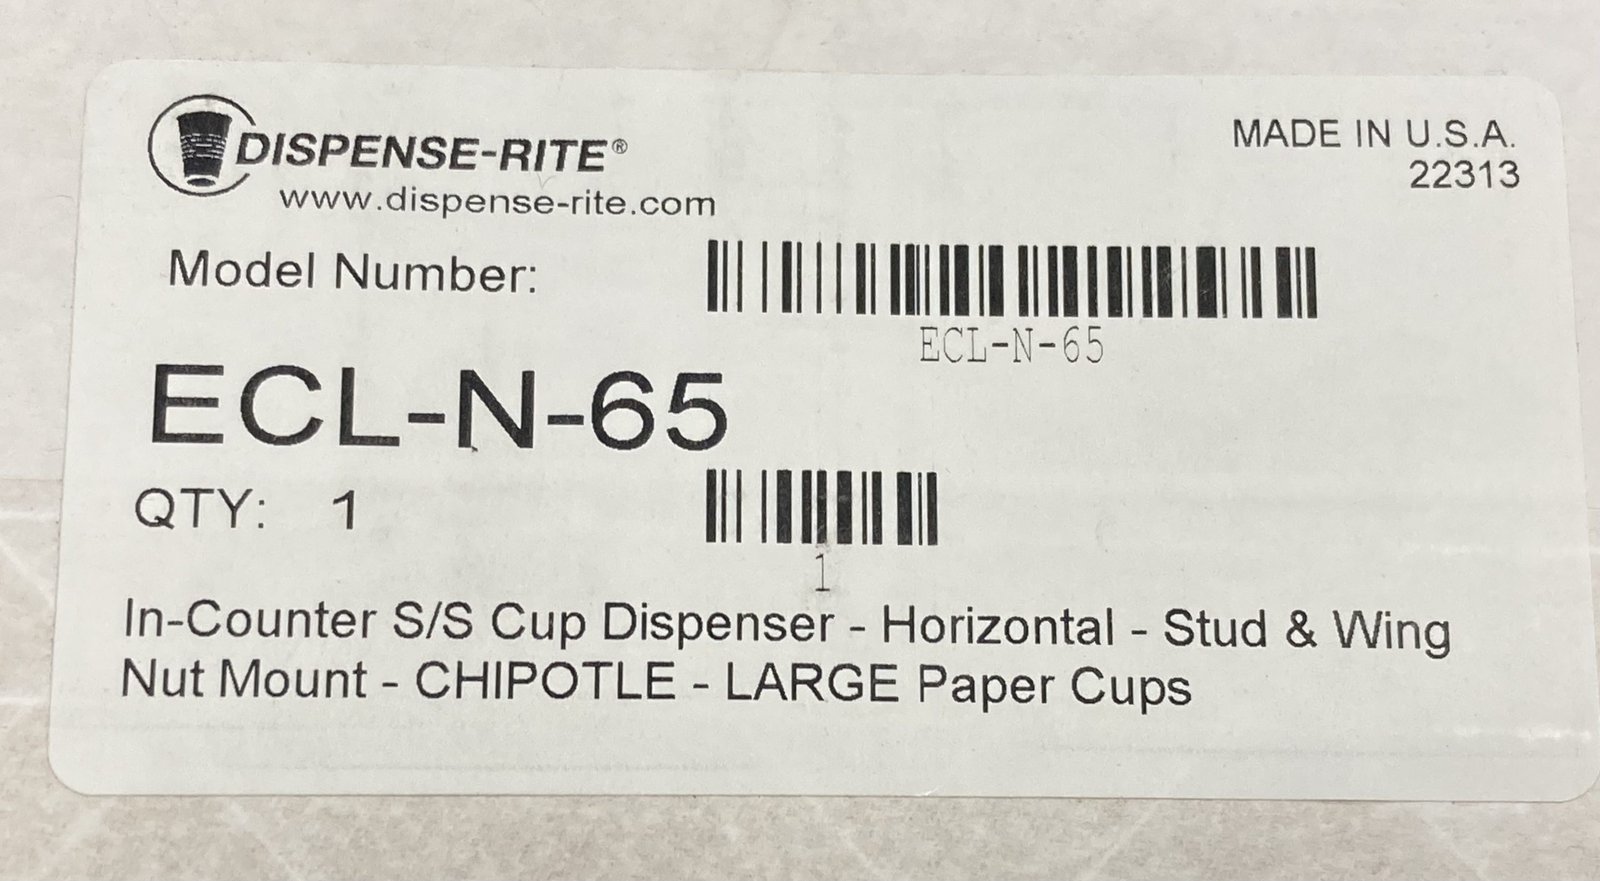 DISPENSE-RITE®
www.dispense-rite.com
MADE IN U.S.A.
22313
Model Number:
ECL-N-65
ECL-N-65
QTY: 1
1
In-Counter S/S Cup Dispenser - Horizontal - Stud & Wing
Nut Mount - CHIPOTLE - LARGE Paper Cups